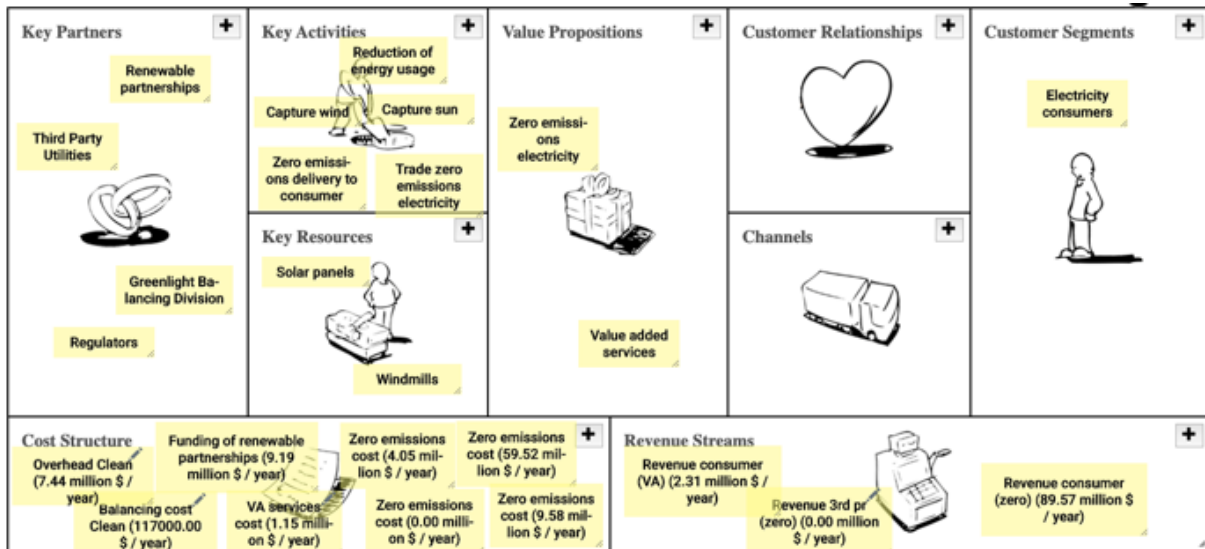 Key Partners
Renewable
partnerships
Third Party
Utilities
Greenlight Ba-
lancing Division
Regulators
Key Activities
Reduction of
energy usage
Capture wind
Capture sun
Zero emissi-
ons delivery to
consumer
Trade zero
emissions
electricity
Key Resources
Solar panels
Windmills
Value Propositions
Zero emissi-
ons
electricity
Value added
services
Customer Relationships
Channels
Customer Segments
Electricity
consumers
Cost Structure
Overhead Clean
(7.44 million $ /
year)
Funding of renewable
partnerships (9.19
million $ / year)
Zero emissions
cost (4.05 mil-
lion $ / year)
Zero emissions
cost (59.52 mil-
lion $ / year)
Balancing cost
Clean (117000.00
$ / year)
VA services
cost (1.15 milli-
on $ / year)
Zero emissions
cost (0.00 milli-
on $ / year)
Zero emissions
cost (9.58 mil-
lion $ / year)
Revenue Streams
Revenue consumer
(VA) (2.31 million $ /
year)
Revenue 3rd pr
(zero) (0.00 million
$ / year)
Revenue consumer
(zero) (89.57 million $
/ year)